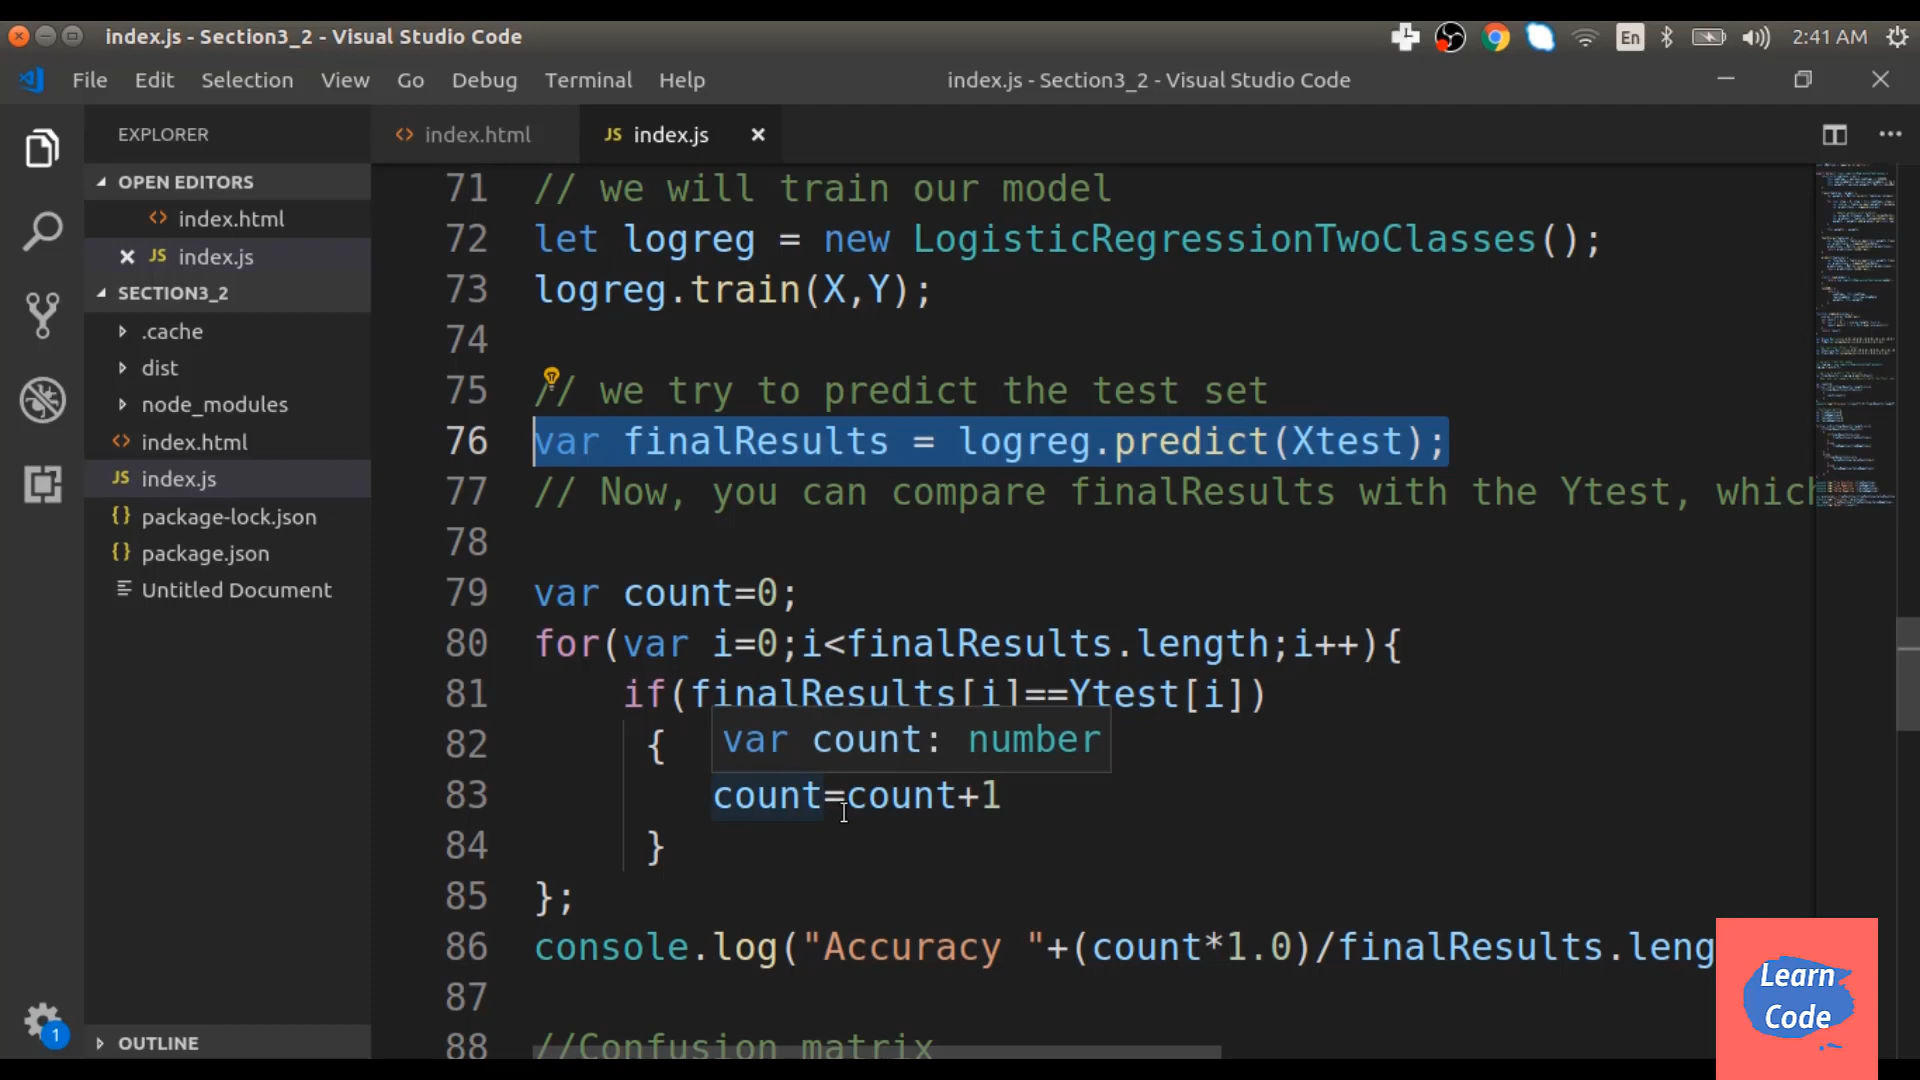 index.js - Section3_2 - Visual Studio Code
En
2:41 AM
File Edit Selection View Go Debug Terminal Help
index.js - Section3_2 - Visual Studio Code
EXPLORER
<> index.html
JS index.js
OPEN EDITORS
<> index.html
JS index.js
SECTION3_2
.cache
dist
node_modules
<> index.html
JS index.js
{} package-lock.json
{} package.json
Untitled Document
1
OUTLINE
71 // we will train our model
72 let logreg = new LogisticRegressionTwoClasses();
73 logreg.train(X,Y);
74
75 // we try to predict the test set
76 var finalResults = logreg.predict(Xtest);
77 // Now, you can compare finalResults with the Ytest, which
78
79 var count=0;
80 for(var i=0;i<finalResults.length;i++){
81 if(finalResults[i]==Ytest[i])
82 {
var count: number
83 count=count+1
84 }
85 };
86 console.log("Accuracy "+(count*1.0)/finalResults.leng
87
88 //Confusion matrix
Learn
Code